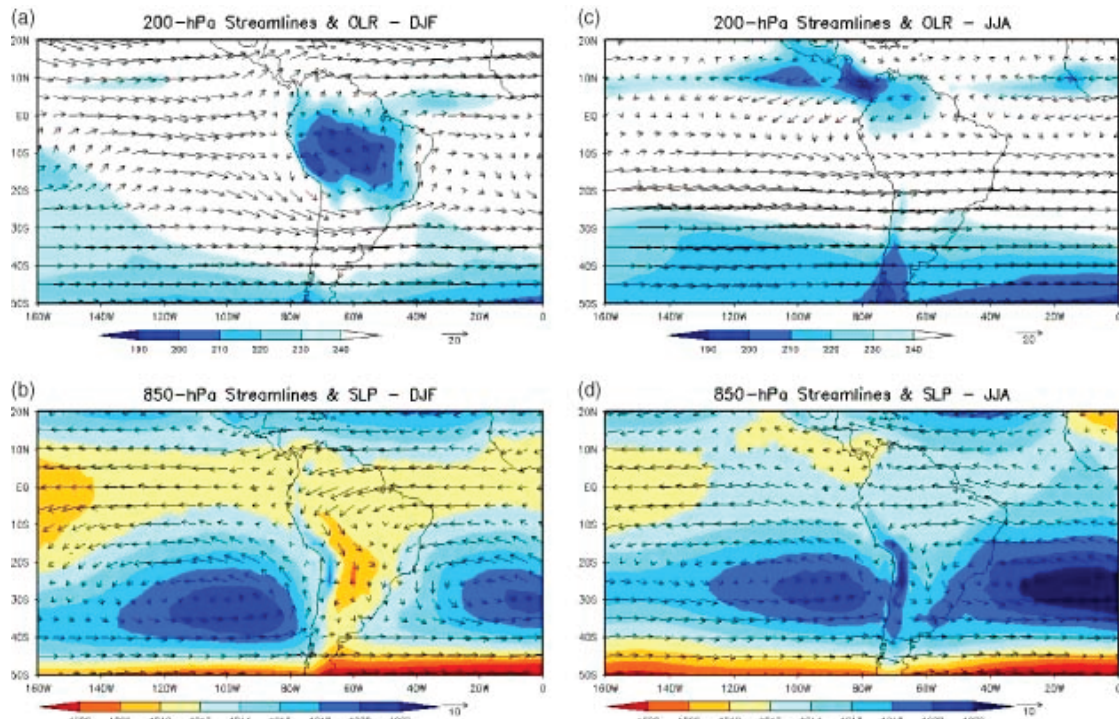 (a) 200-hPa Streamlines & OLR - DJF
20N
10N
EQ
10S
20S
30S
40S
50S
160W 140W 120W 100W 80W 60W 40W 20W 0
190 200 210 220 230 240
20
(c) 200-hPa Streamlines & OLR - JJA
20N
10N
EQ
10S
20S
30S
40S
50S
160W 140W 120W 100W 80W 60W 40W 20W 0
190 200 210 220 230 240
20
(b) 850-hPa Streamlines & SLP - DJF
20N
10N
EQ
10S
20S
30S
40S
50S
160W 140W 120W 100W 80W 60W 40W 20W 0
10
(d) 850-hPa Streamlines & SLP - JJA
20N
10N
EQ
10S
20S
30S
40S
50S
160W 140W 120W 100W 80W 60W 40W 20W 0
10